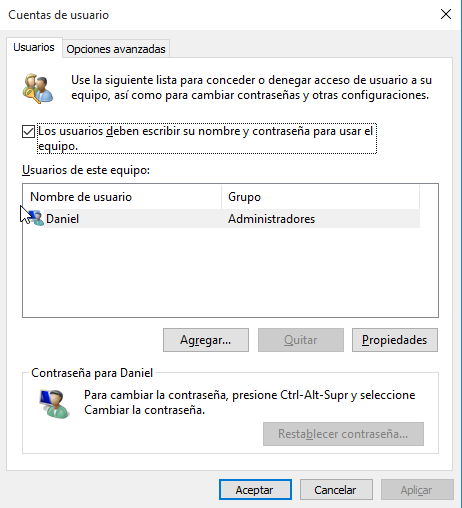 Cuentas de usuario
Usuarios
Opciones avanzadas
Use la siguiente lista para conceder o denegar acceso de usuario a su
equipo, así como para cambiar contraseñas y otras configuraciones.
Los usuarios deben escribir su nombre y contraseña para usar el
equipo.
Usuarios de este equipo:
Nombre de usuario Grupo
Daniel Administradores
Agregar... Quitar Propiedades
Contraseña para Daniel
Para cambiar la contraseña, presione Ctrl-Alt-Supr y seleccione
Cambiar la contraseña.
Restablecer contraseña...
Aceptar Cancelar Aplicar